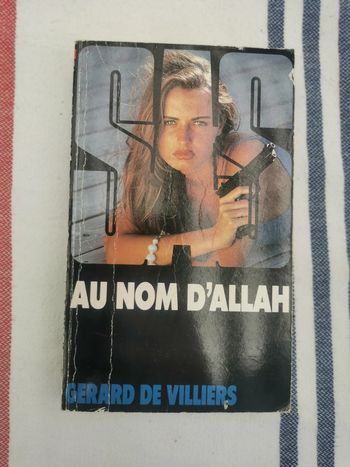 SAS
AU NOM D'ALLAH
GERARD DE VILLIERS